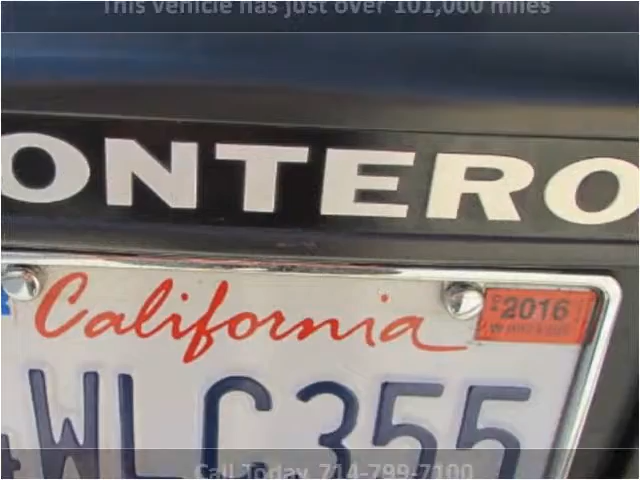 This vehicle has just over 101,000 miles
ONTERO
California
2016
WLC355
Call Today 714-799-7100